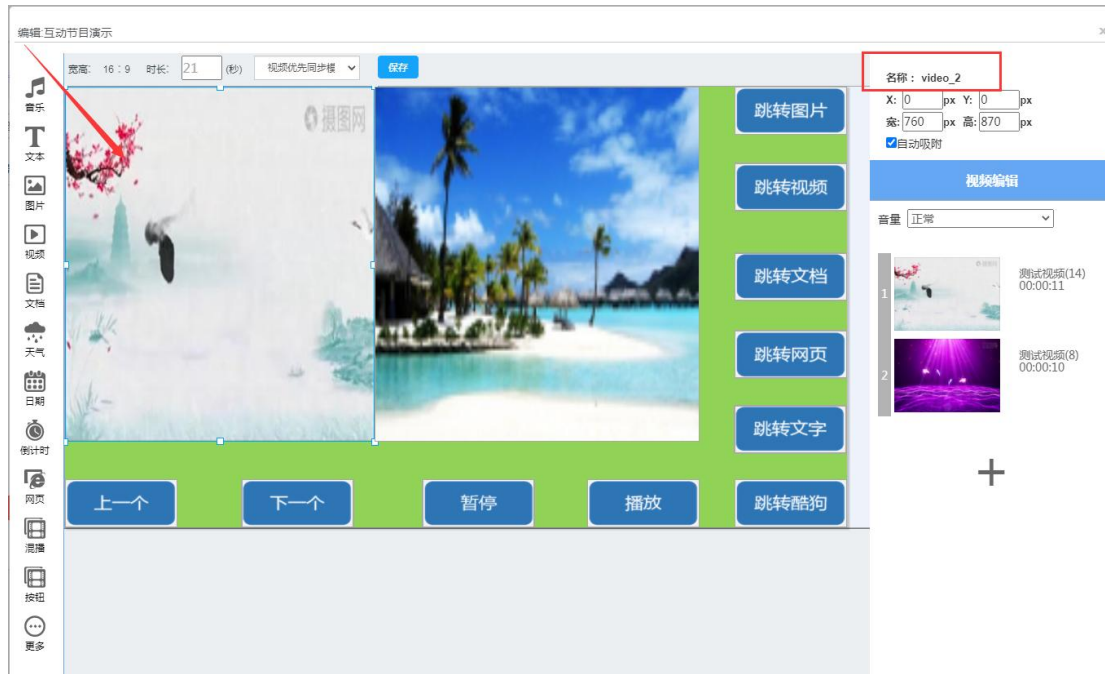 编辑:互动节目演示
×
宽高: 16:9 时长: 21 (秒) 视频优先同步模 保存
音乐
文本
图片
视频
文档
天气
日期
倒计时
网页
混播
按钮
更多
摄图网
跳转图片
跳转视频
跳转文档
跳转网页
跳转文字
上一个 下一个 暂停 播放 跳转酷狗
名称: video_2
X: 0 px Y: 0 px
宽: 760 px 高: 870 px
自动吸附
视频编辑
音量 正常
1 测试视频(14)
00:00:11
2 测试视频(8)
00:00:10